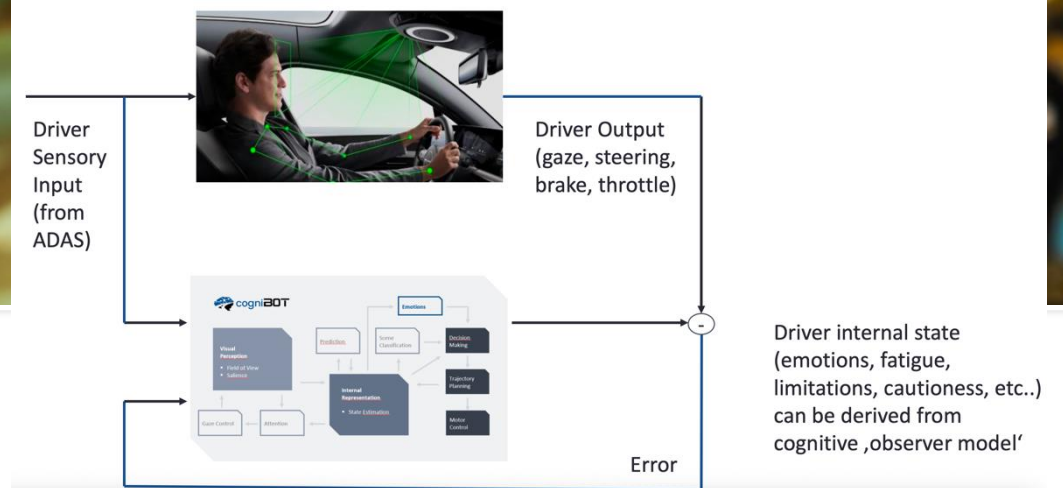 Driver
Sensory
Input
(from
ADAS)
Driver Output
(gaze, steering,
brake, throttle)
cogniBOT
Visual
Perception
• Field of View
• Salience
Prediction
Emotions
Scene
Classification
Decision
Making
Internal
Representation
• State Estimation
Trajectory
Planning
Motor
Control
Gaze Control
Attention
-
Error
Driver internal state
(emotions, fatigue,
limitations, cautioness, etc..)
can be derived from
cognitive ‚observer model‘